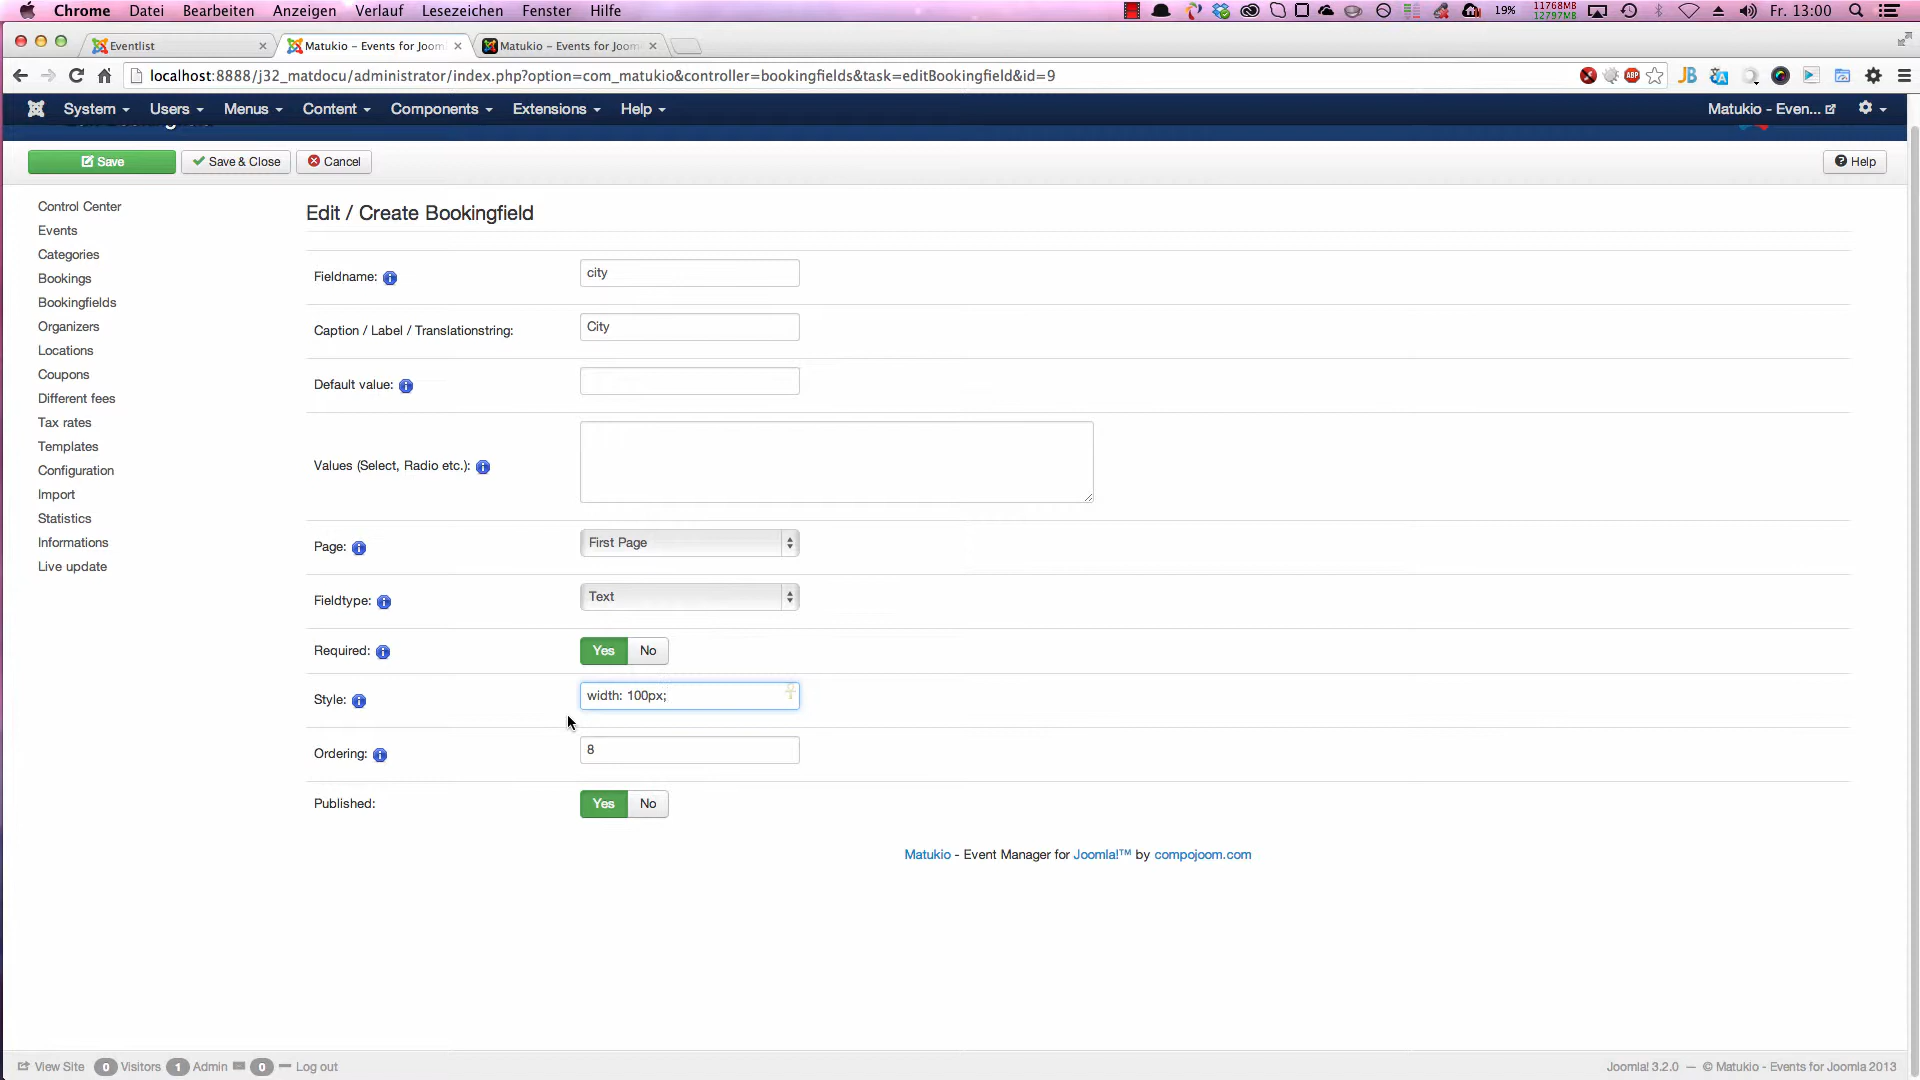 Chrome Datei Bearbeiten Anzeigen Verlauf Lesezeichen Fenster Hilfe 19% 11768MB 12797MB Fr. 13:00
Eventlist Matukio – Events for Joom Matukio – Events for Joom
localhost:8888/j32_matdocu/administrator/index.php?option=com_matukio&controller=bookingfields&task=editBookingfield&id=9
System Users Menus Content Components Extensions Help Matukio - Even...
Save Save & Close Cancel Help
Control Center
Events
Categories
Bookings
Bookingfields
Organizers
Locations
Coupons
Different fees
Tax rates
Templates
Configuration
Import
Statistics
Informations
Live update
Edit / Create Bookingfield
Fieldname: city
Caption / Label / Translationstring: City
Default value:
Values (Select, Radio etc.):
Page: First Page
Fieldtype: Text
Required: Yes No
Style: width: 100px;
Ordering: 8
Published: Yes No
Matukio - Event Manager for Joomla!™ by compojoom.com
View Site 0 Visitors 1 Admin 0 Log out Joomla! 3.2.0 — © Matukio - Events for Joomla 2013